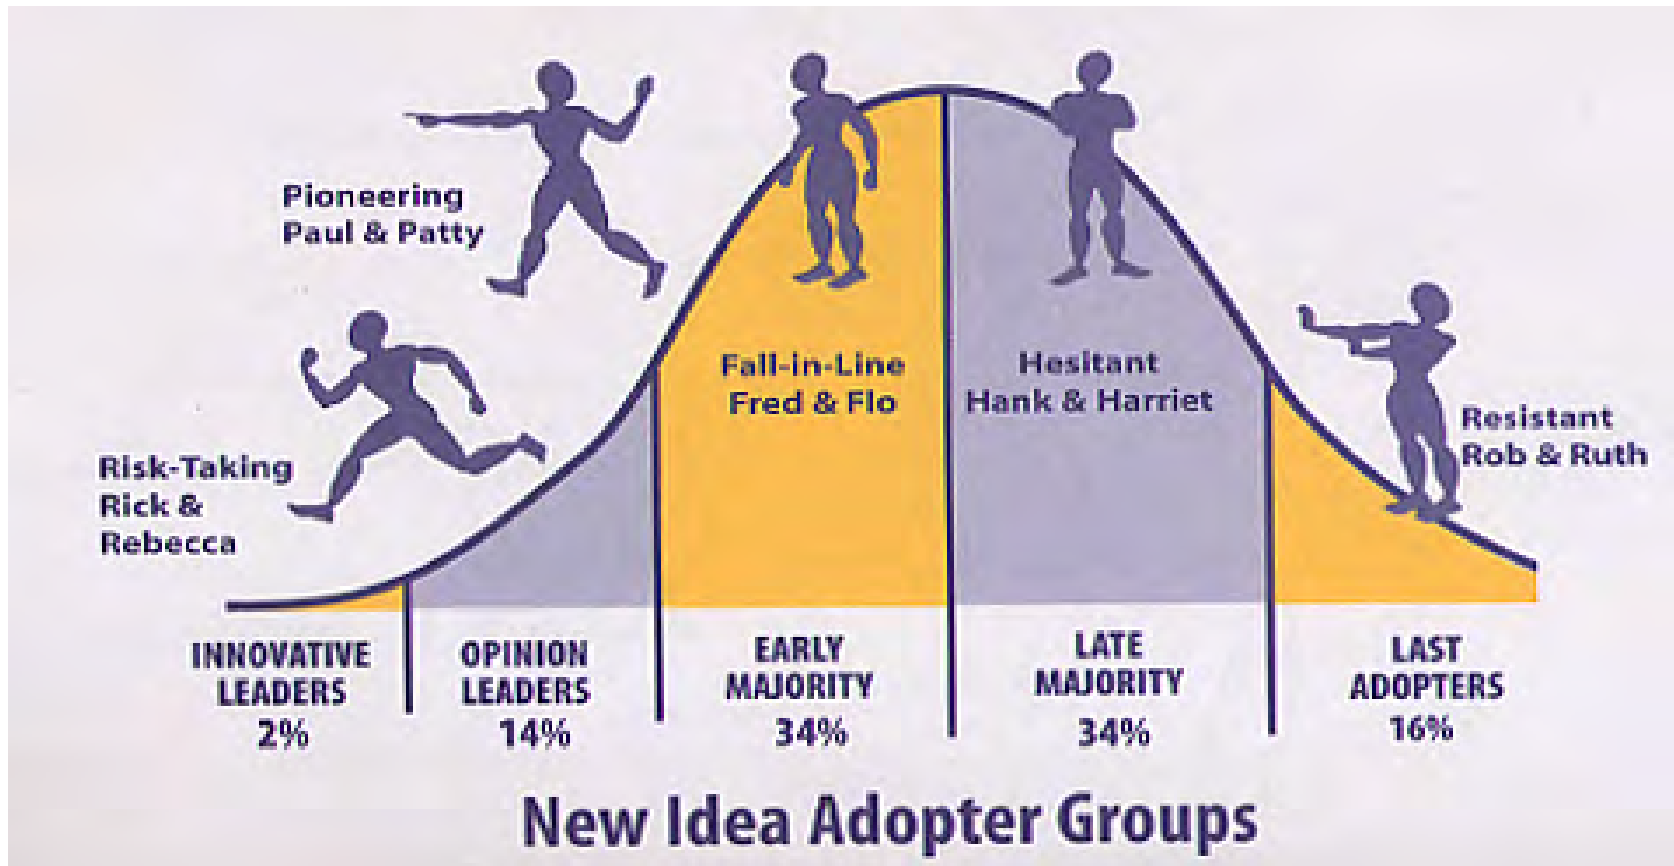 Pioneering
Paul & Patty
Risk-Taking
Rick &
Rebecca
Fall-in-Line
Fred & Flo
Hesitant
Hank & Harriet
Resistant
Rob & Ruth
INNOVATIVE
LEADERS
2%
OPINION
LEADERS
14%
EARLY
MAJORITY
34%
LATE
MAJORITY
34%
LAST
ADOPTERS
16%
New Idea Adopter Groups